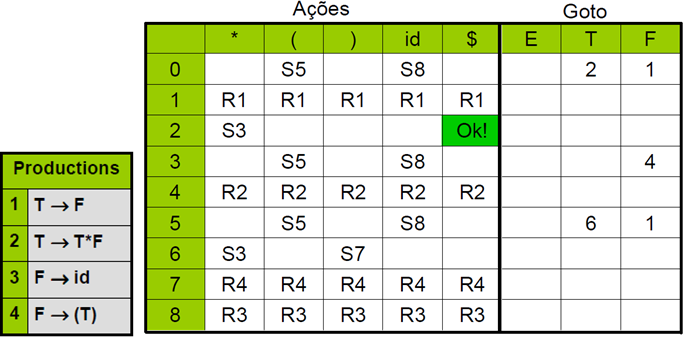 Ações Goto
* ( ) id $ E T F
0 S5 S8 2 1
1 R1 R1 R1 R1 R1
2 S3 Ok!
3 S5 S8 4
4 R2 R2 R2 R2 R2
5 S5 S8 6 1
6 S3 S7
7 R4 R4 R4 R4 R4
8 R3 R3 R3 R3 R3
Productions
1 T → F
2 T → T*F
3 F → id
4 F → (T)